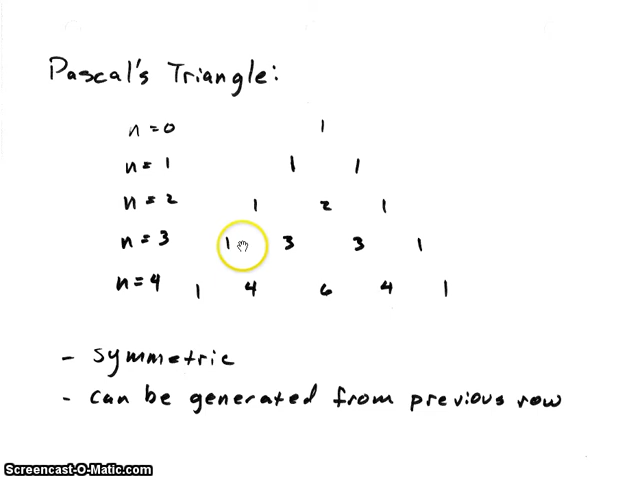 Pascal's Triangle:
n = 0 1
n = 1 1 1
n = 2 1 2 1
n = 3 1 3 3 1
n = 4 1 4 6 4 1
- symmetric
- can be generated from previous row
Screencast-O-Matic.com